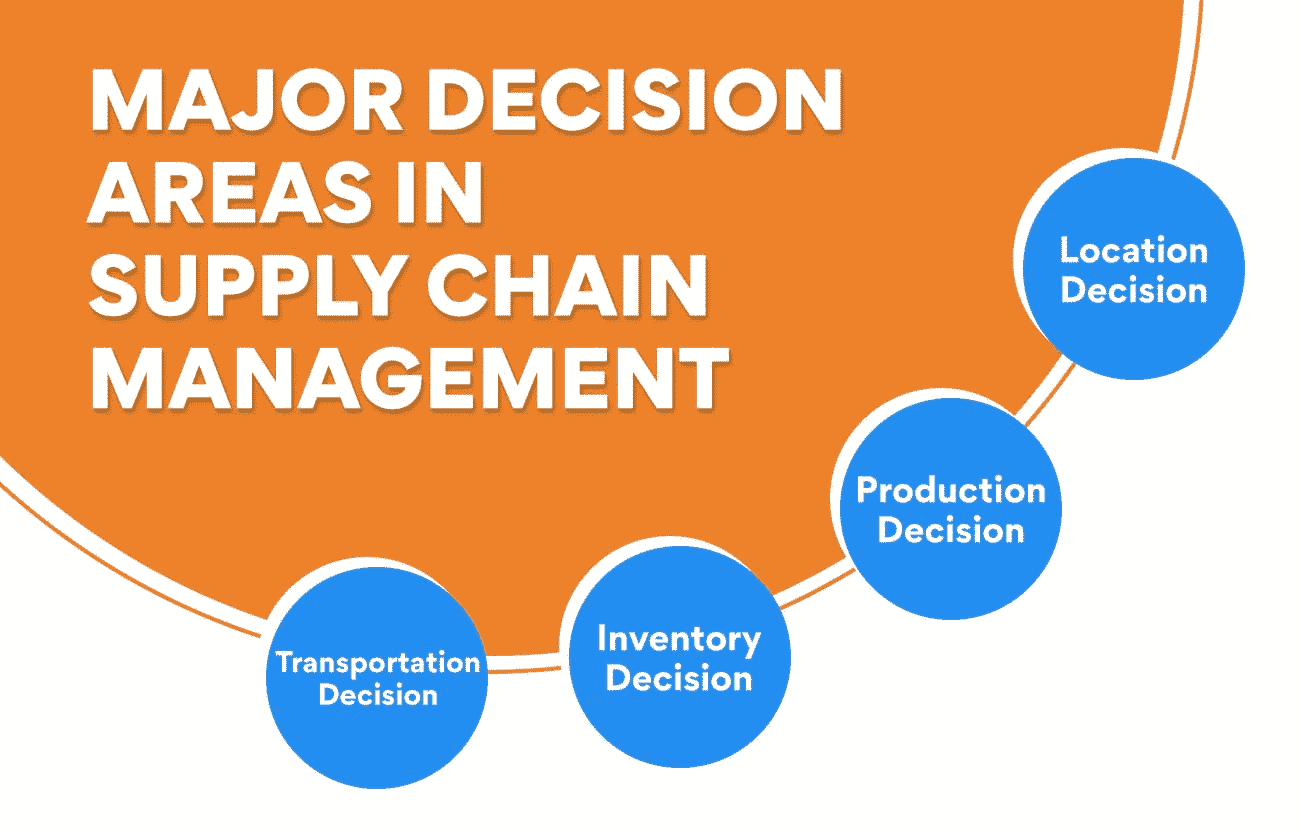 MAJOR DECISION
AREAS IN
SUPPLY CHAIN
MANAGEMENT
Location
Decision
Production
Decision
Inventory
Decision
Transportation
Decision